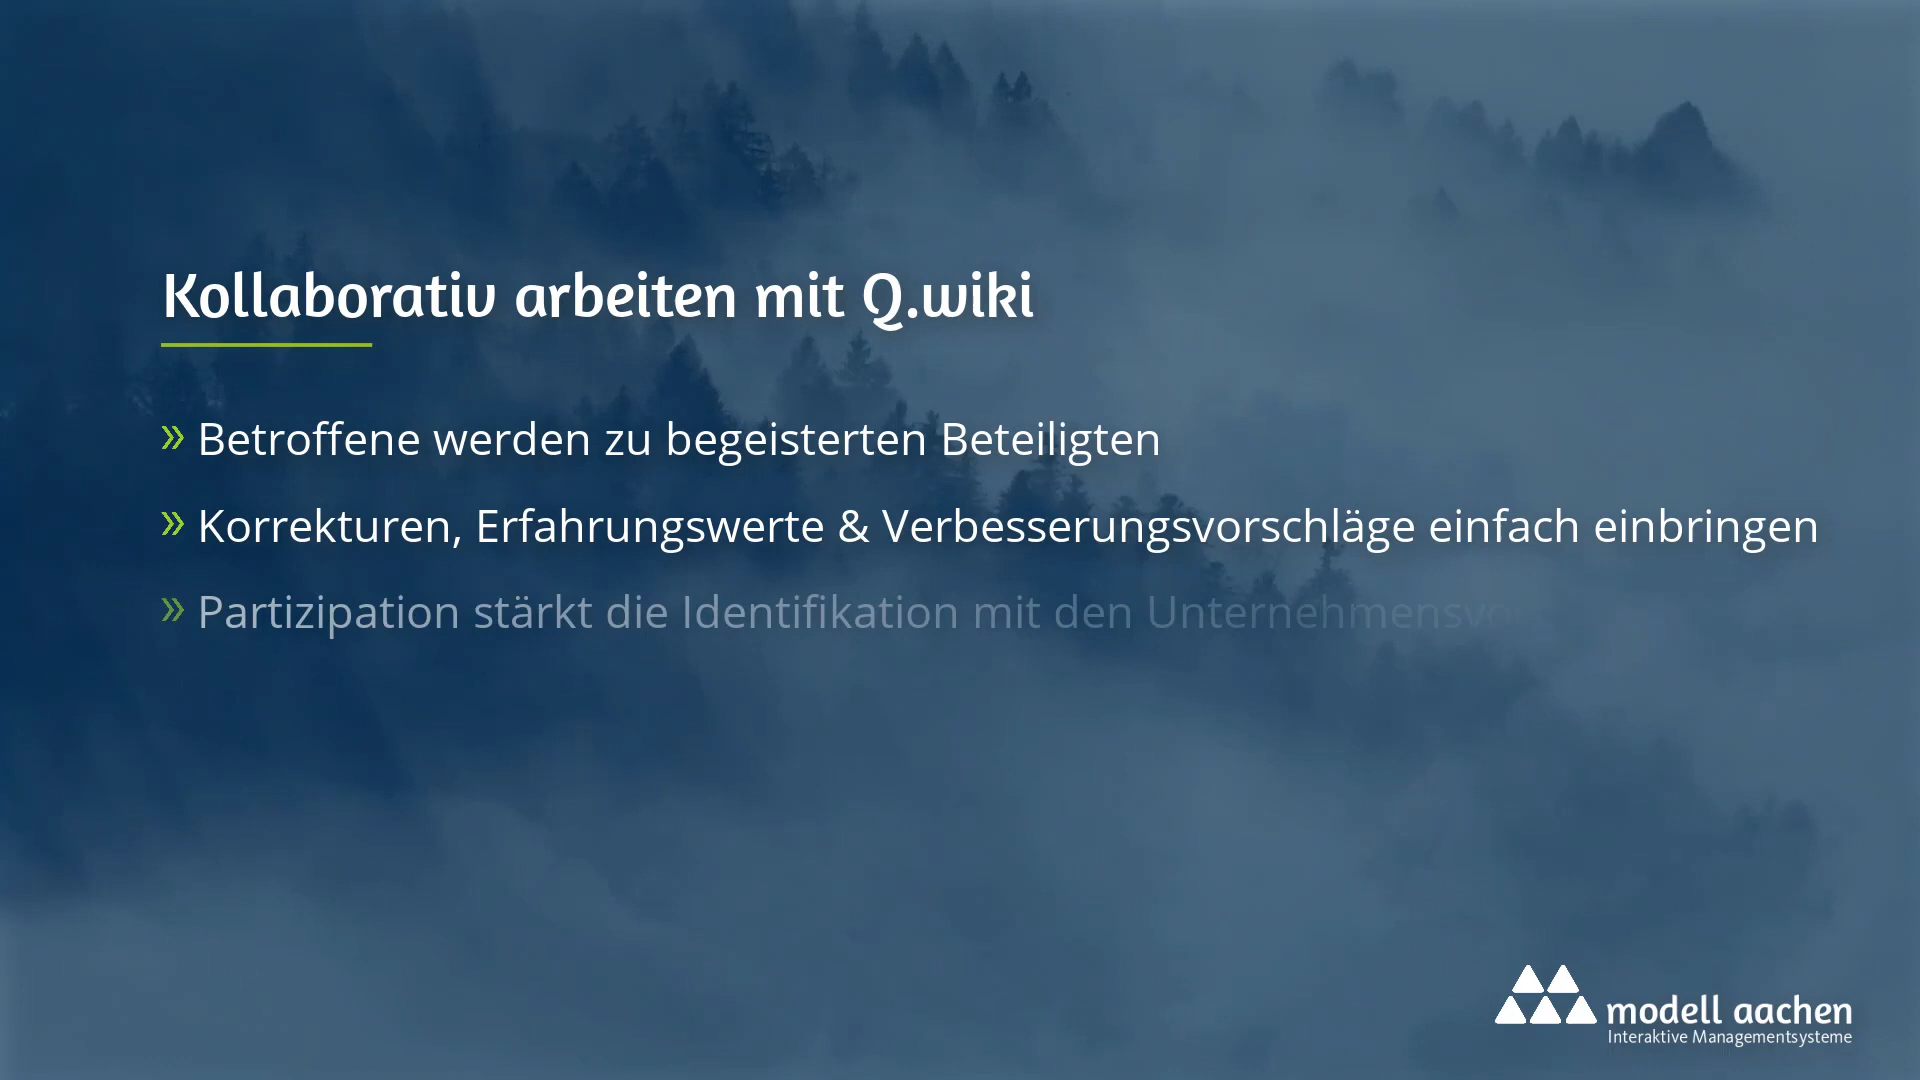 Kollaborativ arbeiten mit Q.wiki
» Betroffene werden zu begeisterten Beteiligten
» Korrekturen, Erfahrungswerte & Verbesserungsvorschläge einfach einbringen
» Partizipation stärkt die Identifikation mit den
modell aachen
Interaktive Managementsysteme